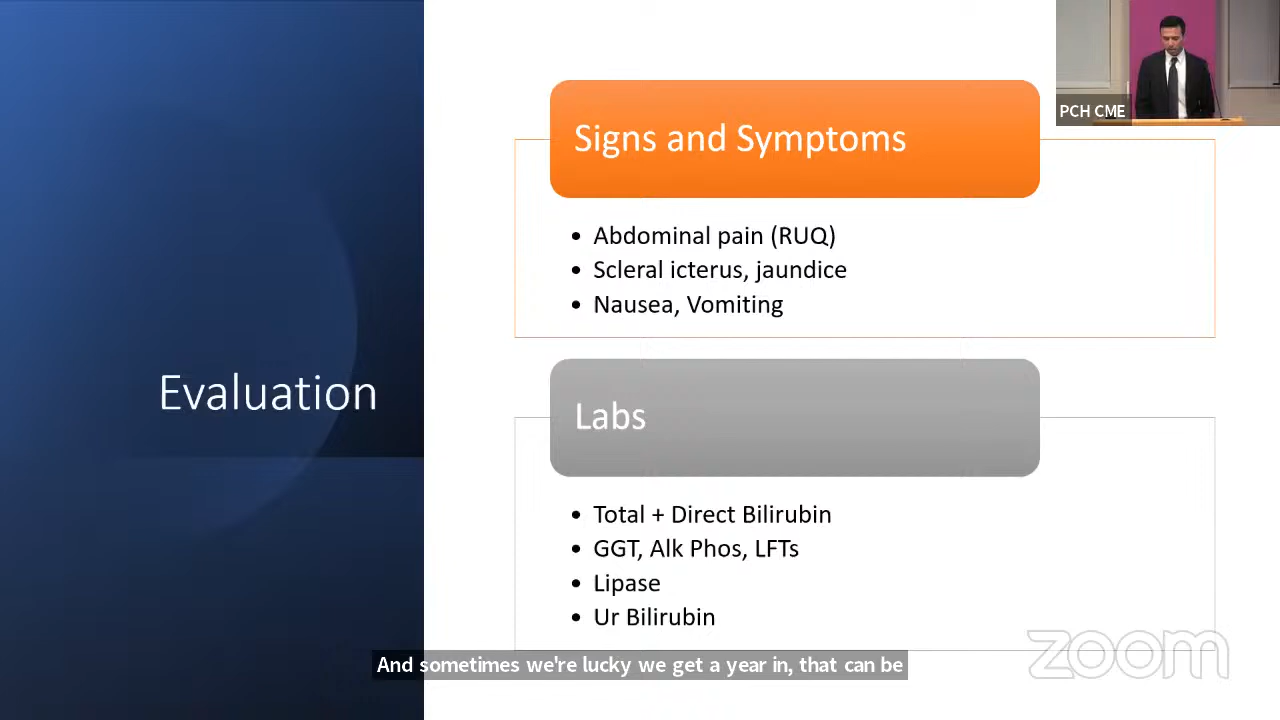 PCH CME
Evaluation
Signs and Symptoms
• Abdominal pain (RUQ)
• Scleral icterus, jaundice
• Nausea, Vomiting
Labs
• Total + Direct Bilirubin
• GGT, Alk Phos, LFTs
• Lipase
• Ur Bilirubin
And sometimes we're lucky we get a year in, that can be
zoom